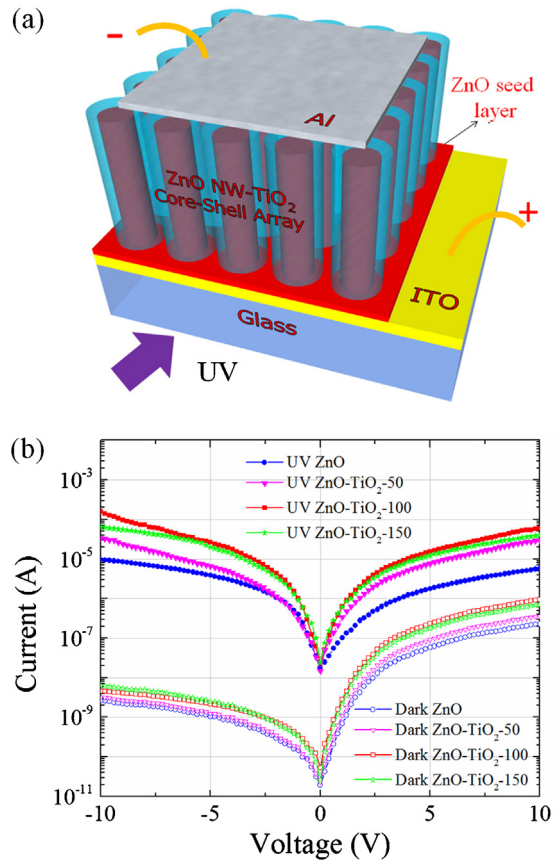 (a)
-
Al
ZnO seed
layer
ZnO NW-TiO₂
Core-Shell Array
+
ITO
Glass
UV
(b)
UV ZnO
UV ZnO-TiO₂-50
UV ZnO-TiO₂-100
UV ZnO-TiO₂-150
10⁻³
10⁻⁵
10⁻⁷
10⁻⁹
10⁻¹¹
Current (A)
Dark ZnO
Dark ZnO-TiO₂-50
Dark ZnO-TiO₂-100
Dark ZnO-TiO₂-150
-10 -5 0 5 10
Voltage (V)